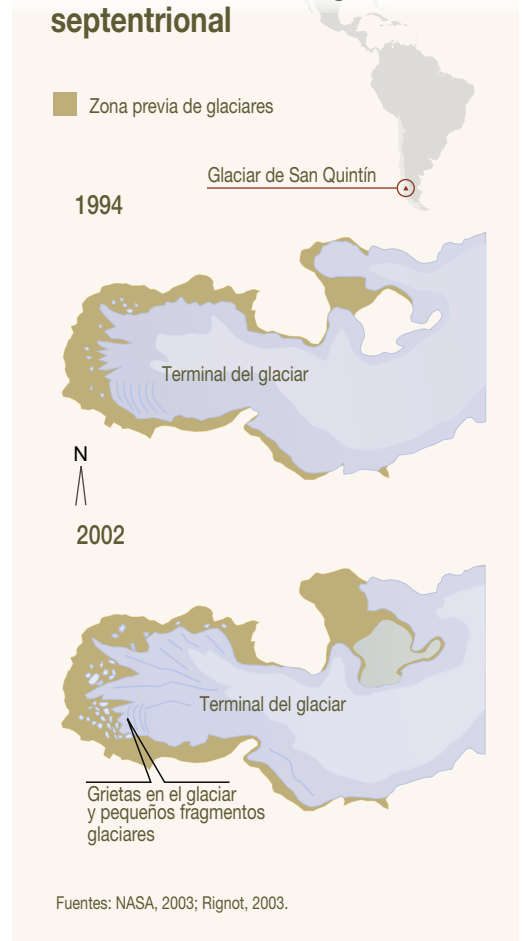 septentrional
Zona previa de glaciares
Glaciar de San Quintín
1994
Terminal del glaciar
N
2002
Terminal del glaciar
Grietas en el glaciar
y pequeños fragmentos
glaciares
Fuentes: NASA, 2003; Rignot, 2003.